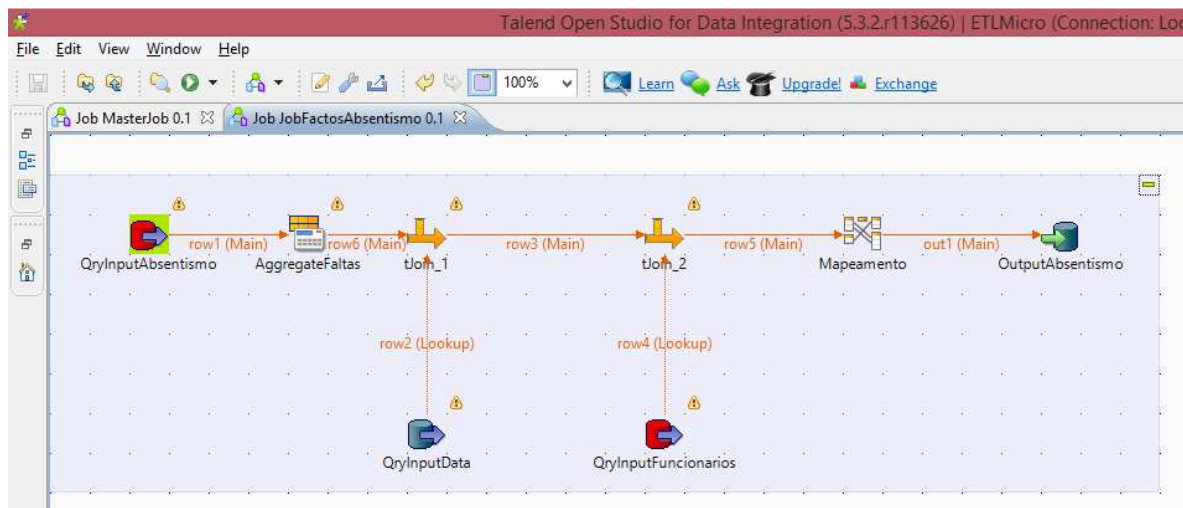 Talend Open Studio for Data Integration (5.3.2.r113626) | ETLMicro (Connection: Loc
File Edit View Window Help
100% Learn Ask Upgrade! Exchange
Job MasterJob 0.1 Job JobFactosAbsentismo 0.1
row1 (Main) row6 (Main) row3 (Main) row5 (Main) out1 (Main)
QryInputAbsentismo AggregateFaltas tJoin_1 tJoin_2 Mapeamento OutputAbsentismo
row2 (Lookup) row4 (Lookup)
QryInputData QryInputFuncionarios